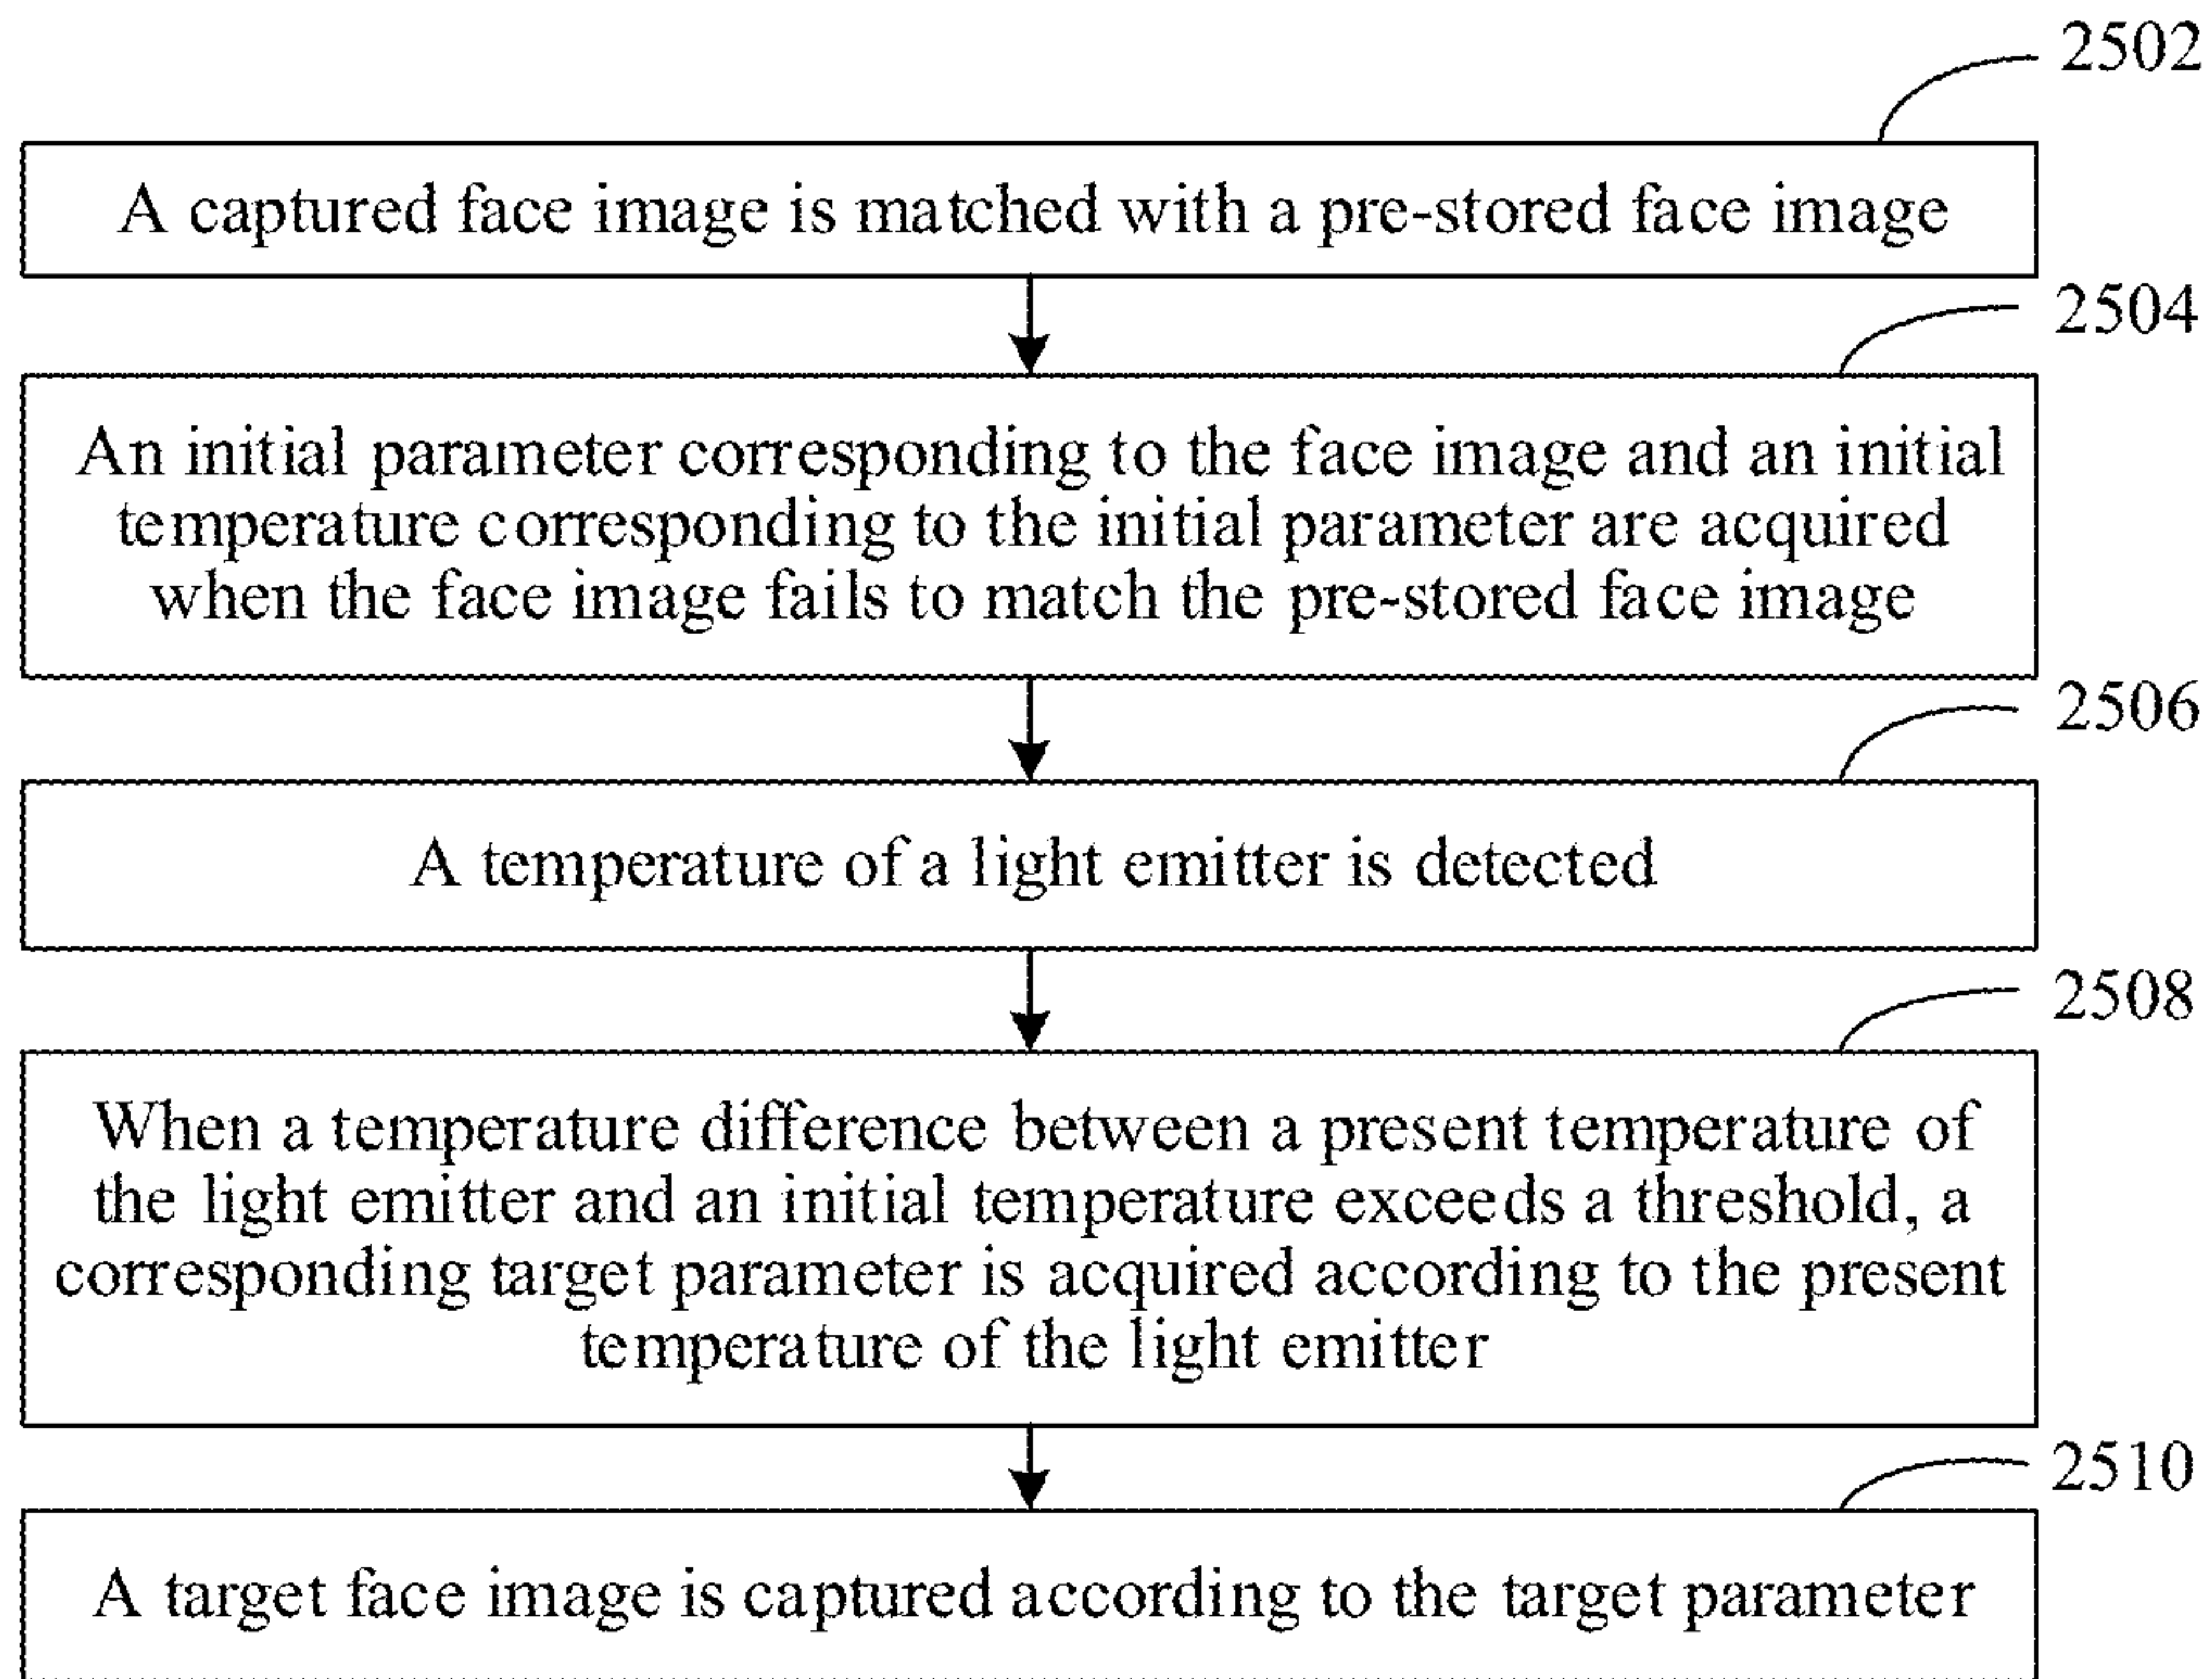 2502
A captured face image is matched with a pre-stored face image
2504
An initial parameter corresponding to the face image and an initial
temperature corresponding to the initial parameter are acquired
when the face image fails to match the pre-stored face image
2506
A temperature of a light emitter is detected
2508
When a temperature difference between a present temperature of
the light emitter and an initial temperature exceeds a threshold, a
corresponding target parameter is acquired according to the present
temperature of the light emitter
2510
A target face image is captured according to the target parameter